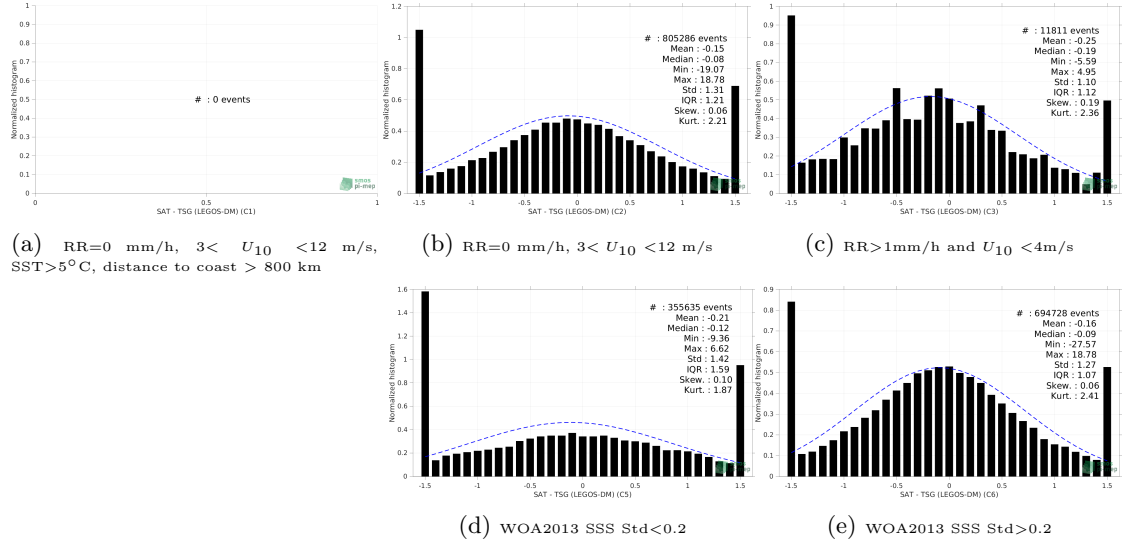 1
0.9
0.8
0.7
0.6
0.5
0.4
0.3
0.2
0.1
0
Normalized histogram
# : 0 events
smos
pi-mep
0 0.5 1
SAT - TSG (LEGOS-DM) (C1)
(a) RR=0 mm/h, 3< U10 <12 m/s,
SST>5°C, distance to coast > 800 km
1.2
1
0.8
0.6
0.4
0.2
0
Normalized histogram
# : 805286 events
Mean : -0.15
Median : -0.08
Min : -19.07
Max : 18.78
Std : 1.31
IQR : 1.21
Skew. : 0.06
Kurt. : 2.21
-1.5 -1 -0.5 0 0.5 1 1.5
SAT - TSG (LEGOS-DM) (C2)
(b) RR=0 mm/h, 3< U10 <12 m/s
1
0.9
0.8
0.7
0.6
0.5
0.4
0.3
0.2
0.1
0
Normalized histogram
# : 11811 events
Mean : -0.25
Median : -0.19
Min : -5.59
Max : 4.95
Std : 1.10
IQR : 1.12
Skew. : 0.19
Kurt. : 2.36
-1.5 -1 -0.5 0 0.5 1 1.5
SAT - TSG (LEGOS-DM) (C3)
(c) RR>1mm/h and U10 <4m/s
1.6
1.4
1.2
1
0.8
0.6
0.4
0.2
0
Normalized histogram
# : 355635 events
Mean : -0.21
Median : -0.12
Min : -9.36
Max : 6.62
Std : 1.42
IQR : 1.59
Skew. : 0.10
Kurt. : 1.87
-1.5 -1 -0.5 0 0.5 1 1.5
SAT - TSG (LEGOS-DM) (C5)
(d) WOA2013 SSS Std<0.2
0.9
0.8
0.7
0.6
0.5
0.4
0.3
0.2
0.1
0
Normalized histogram
# : 694728 events
Mean : -0.16
Median : -0.09
Min : -27.57
Max : 18.78
Std : 1.27
IQR : 1.07
Skew. : 0.06
Kurt. : 2.41
-1.5 -1 -0.5 0 0.5 1 1.5
SAT - TSG (LEGOS-DM) (C6)
(e) WOA2013 SSS Std>0.2